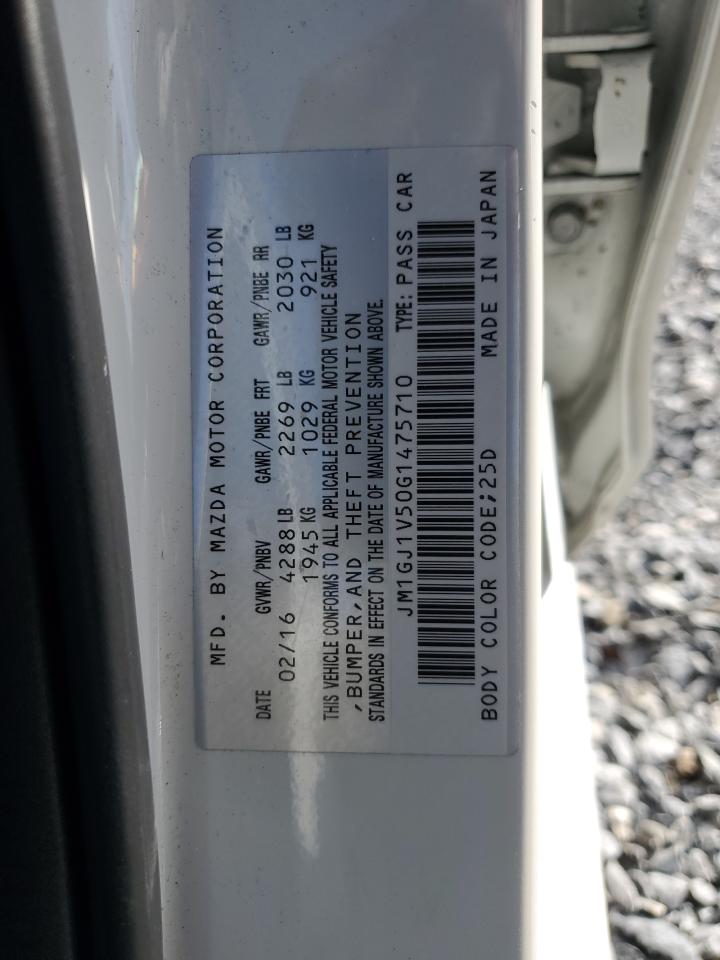 MFD. BY MAZDA MOTOR CORPORATION
DATE GVWR/PNBV GAWR/PNBE FRT GAWR/PNBE RR
02/16 4288 LB 2269 LB 2030 LB
1945 KG 1029 KG 921 KG
THIS VEHICLE CONFORMS TO ALL APPLICABLE FEDERAL MOTOR VEHICLE SAFETY
,BUMPER,AND THEFT PREVENTION
STANDARDS IN EFFECT ON THE DATE OF MANUFACTURE SHOWN ABOVE.
JM1GJ1V50G1475710 TYPE: PASS CAR
BODY COLOR CODE;25D MADE IN JAPAN